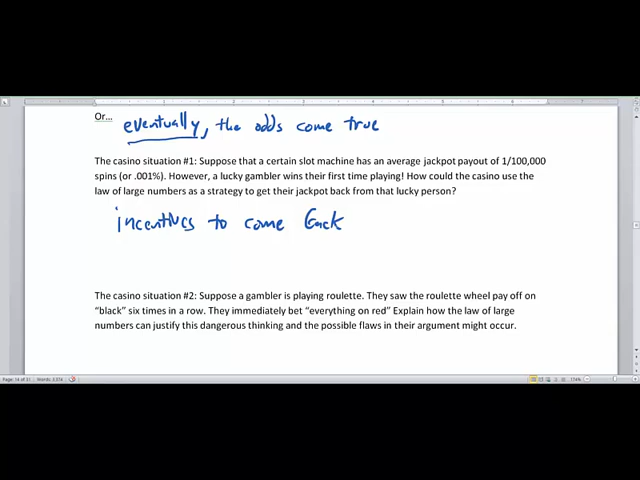 Or...
eventually, the odds come true
The casino situation #1: Suppose that a certain slot machine has an average jackpot payout of 1/100,000
spins (or .001%). However, a lucky gambler wins their first time playing! How could the casino use the
law of large numbers as a strategy to get their jackpot back from that lucky person?
incentives to come back
The casino situation #2: Suppose a gambler is playing roulette. They saw the roulette wheel pay off on
"black" six times in a row. They immediately bet "everything on red" Explain how the law of large
numbers can justify this dangerous thinking and the possible flaws in their argument might occur.